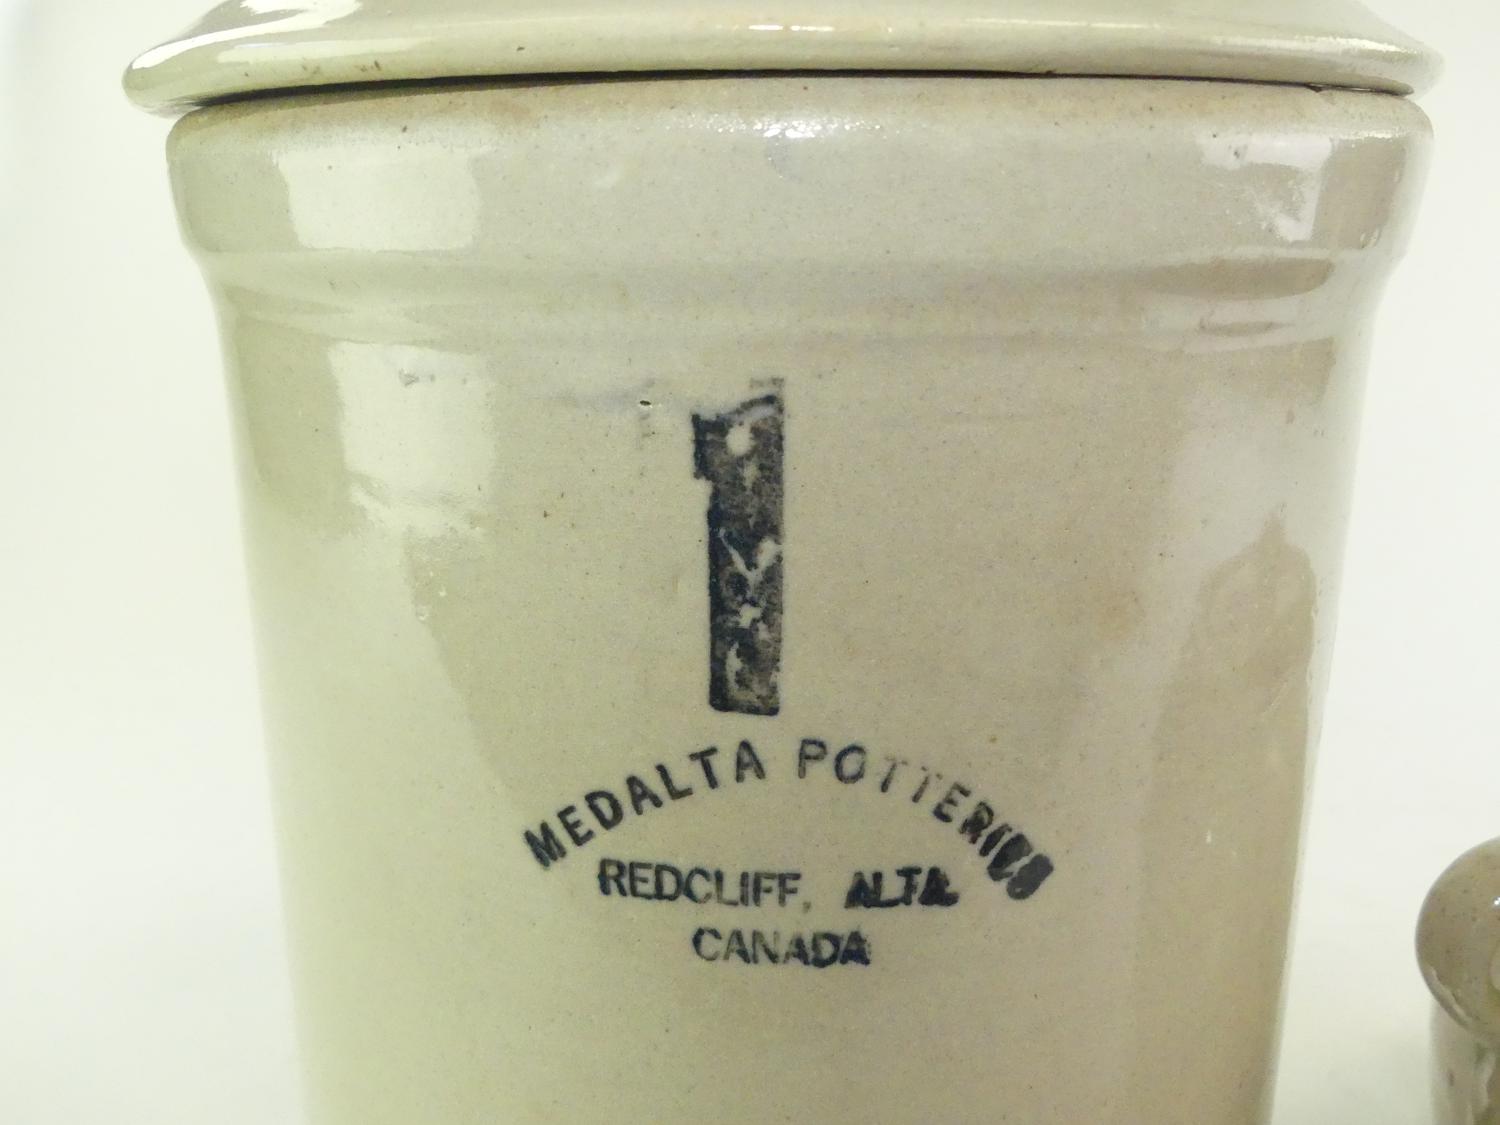 1
MEDALTA POTTERIES
REDCLIFF, ALTA.
CANADA